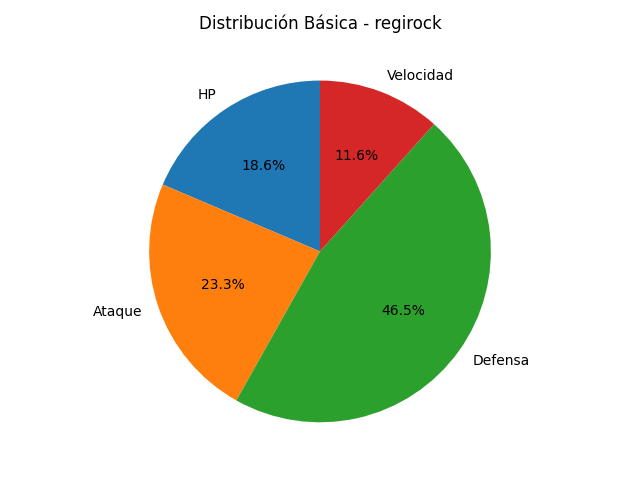 Distribución Básica - regirock
Velocidad
HP
11.6%
18.6%
23.3%
46.5%
Ataque
Defensa